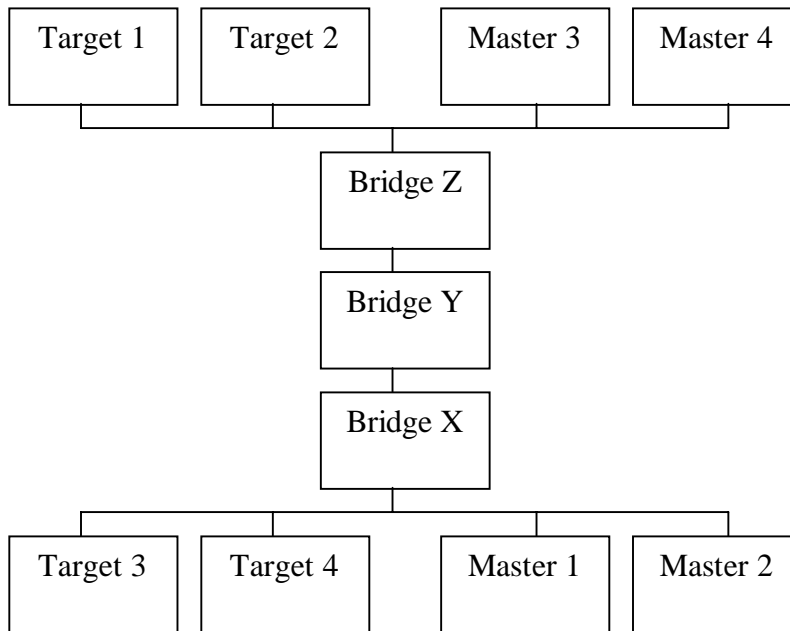 Target 1 Target 2 Master 3 Master 4
Bridge Z
Bridge Y
Bridge X
Target 3 Target 4 Master 1 Master 2